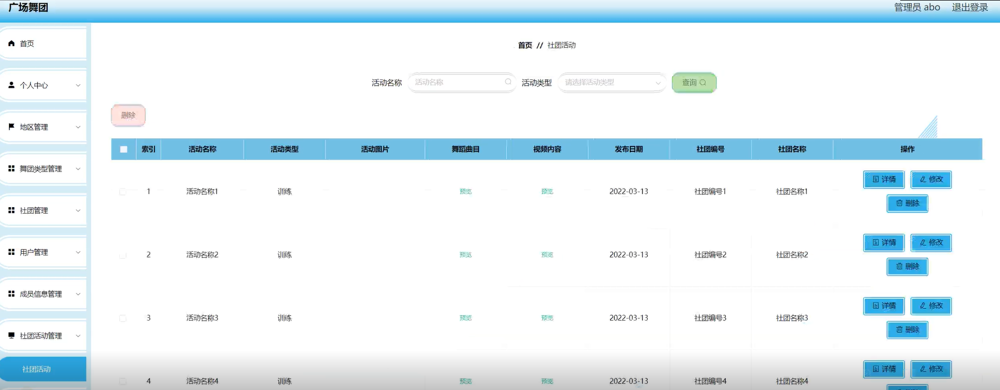 广场舞团
管理员 abo 退出登录
首页
个人中心
地区管理
舞团类型管理
社团管理
用户管理
成员信息管理
社团活动管理
社团活动
首页 // 社团活动
活动名称 活动名称 活动类型 请选择活动类型 查询
删除
索引 活动名称 活动类型 活动图片 舞蹈曲目 视频内容 发布日期 社团编号 社团名称 操作
1 活动名称1 训练 预览 预览 2022-03-13 社团编号1 社团名称1 详情 修改
删除
2 活动名称2 训练 预览 预览 2022-03-13 社团编号2 社团名称2 详情 修改
删除
3 活动名称3 训练 预览 预览 2022-03-13 社团编号3 社团名称3 详情 修改
删除
4 活动名称4 训练 预览 预览 2022-03-13 社团编号4 社团名称4 详情 修改